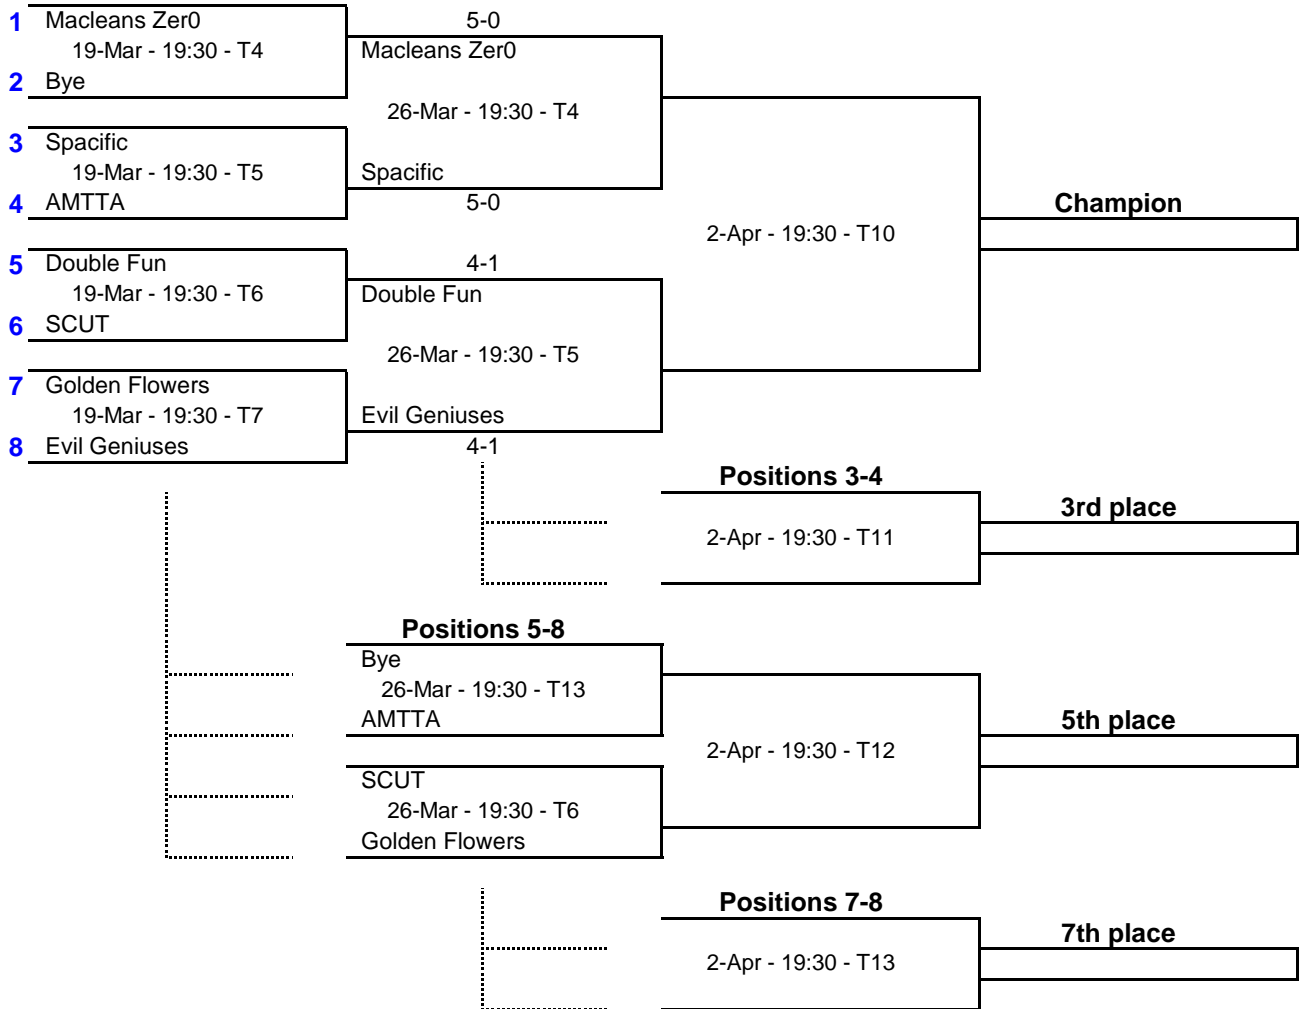 1 Macleans Zer0 5-0
19-Mar - 19:30 - T4 Macleans Zer0
2 Bye
26-Mar - 19:30 - T4
3 Spacific
19-Mar - 19:30 - T5 Spacific
4 AMTTA 5-0 Champion
2-Apr - 19:30 - T10
5 Double Fun 4-1
19-Mar - 19:30 - T6 Double Fun
6 SCUT
26-Mar - 19:30 - T5
7 Golden Flowers
19-Mar - 19:30 - T7 Evil Geniuses
8 Evil Geniuses 4-1
Positions 3-4
3rd place
2-Apr - 19:30 - T11
Positions 5-8
Bye
26-Mar - 19:30 - T13
AMTTA 5th place
2-Apr - 19:30 - T12
SCUT
26-Mar - 19:30 - T6
Golden Flowers
Positions 7-8
7th place
2-Apr - 19:30 - T13